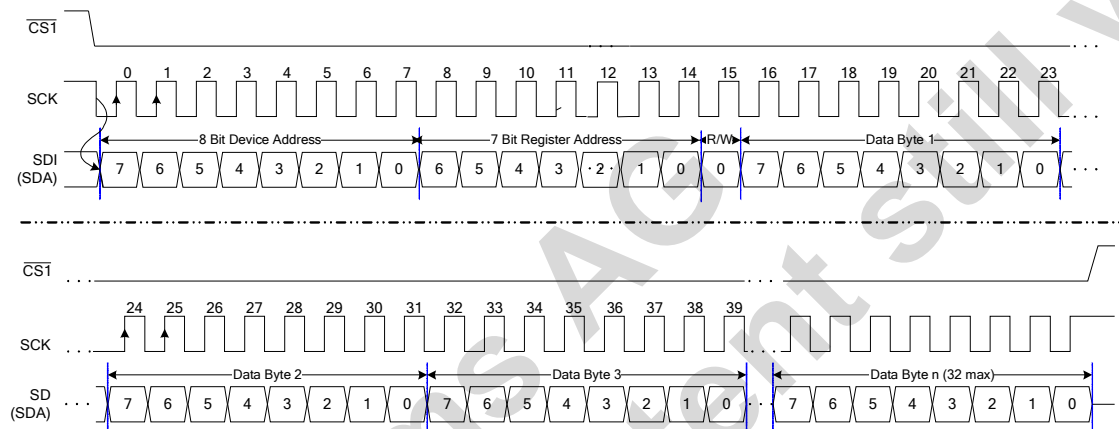 CS1
. . .
. . .
0 1 2 3 4 5 6 7 8 9 10 11 12 13 14 15 16 17 18 19 20 21 22 23
SCK
. . .
8 Bit Device Address 7 Bit Register Address R/W Data Byte 1
SDI
(SDA)
7 6 5 4 3 2 1 0 6 5 4 3 2 1 0 0 7 6 5 4 3 2 1 0 . . .
CS1
. . . . . .
24 25 26 27 28 29 30 31 32 33 34 35 36 37 38 39
SCK
. . . . . .
Data Byte 2 Data Byte 3 Data Byte n (32 max)
SD
(SDA)
. . . 7 6 5 4 3 2 1 0 7 6 5 4 3 2 1 0 . . . 7 6 5 4 3 2 1 0